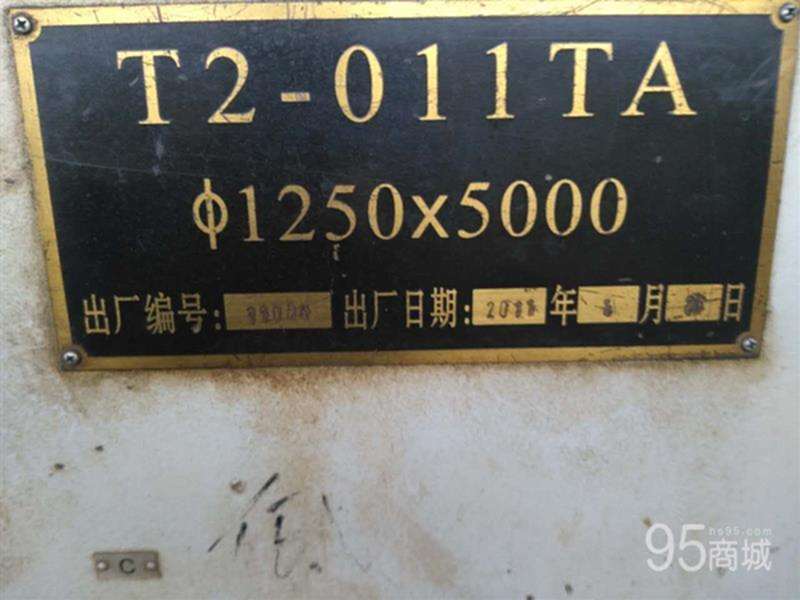 T2-011TA
ϕ1250x5000
出厂编号: 出厂日期: 年 月 日
C
95商城
hs95.com